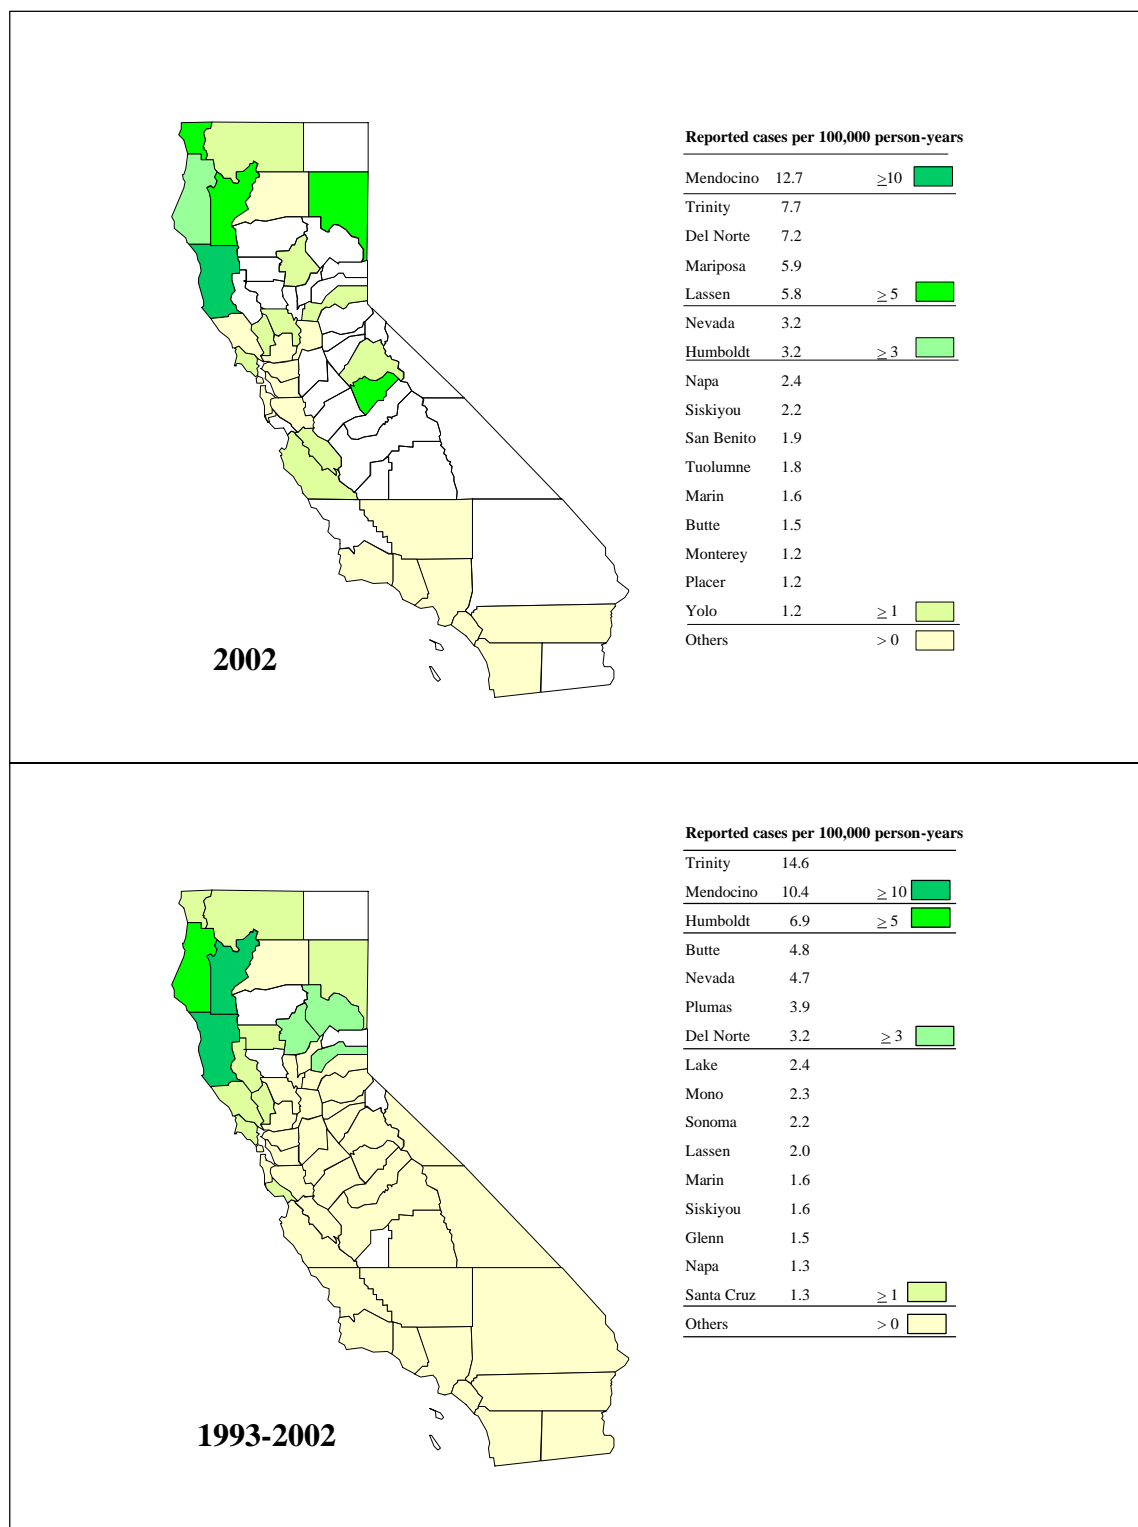 Reported cases per 100,000 person-years
Mendocino 12.7 ≥10
Trinity 7.7
Del Norte 7.2
Mariposa 5.9
Lassen 5.8 ≥ 5
Nevada 3.2
Humboldt 3.2 ≥ 3
Napa 2.4
Siskiyou 2.2
San Benito 1.9
Tuolumne 1.8
Marin 1.6
Butte 1.5
Monterey 1.2
Placer 1.2
Yolo 1.2 ≥ 1
Others > 0
2002
Reported cases per 100,000 person-years
Trinity 14.6
Mendocino 10.4 ≥ 10
Humboldt 6.9 ≥ 5
Butte 4.8
Nevada 4.7
Plumas 3.9
Del Norte 3.2 ≥ 3
Lake 2.4
Mono 2.3
Sonoma 2.2
Lassen 2.0
Marin 1.6
Siskiyou 1.6
Glenn 1.5
Napa 1.3
Santa Cruz 1.3 ≥ 1
Others > 0
1993-2002